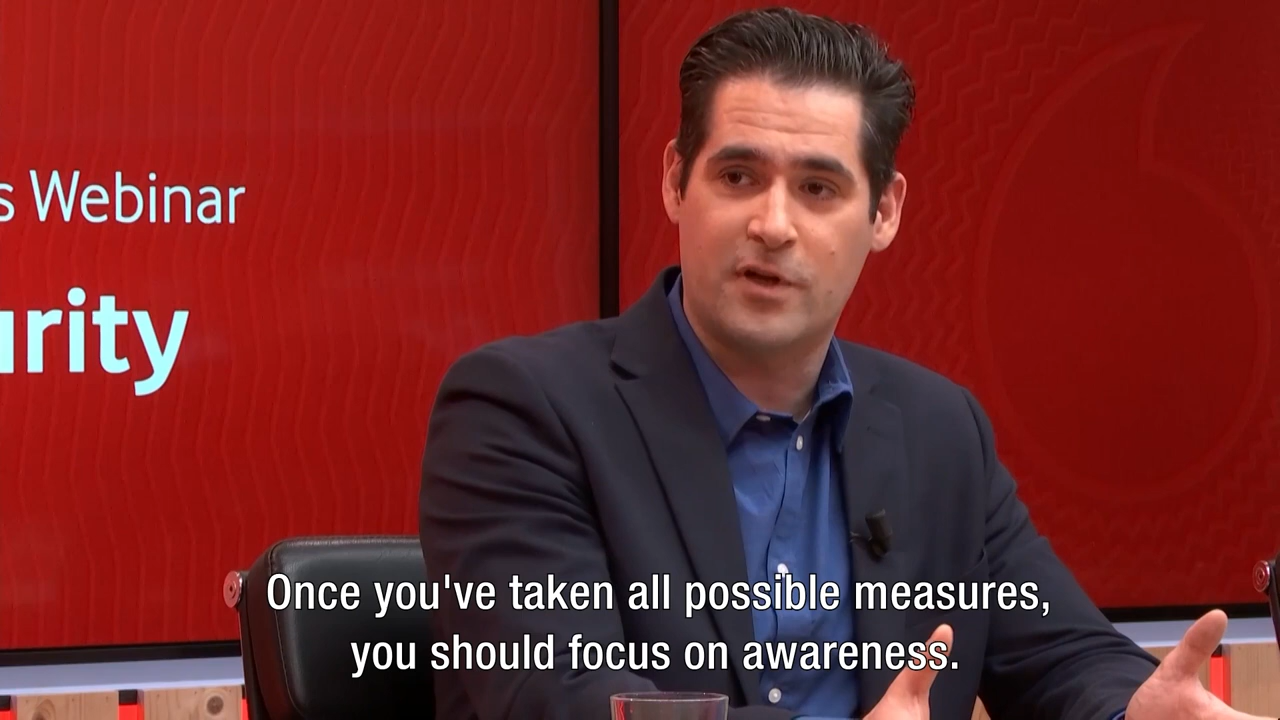 s Webinar
urity
Once you've taken all possible measures,
you should focus on awareness.